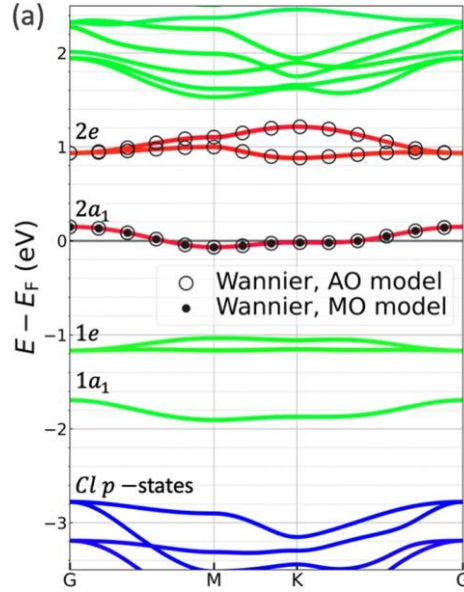 (a)
2
2e
1
2a₁
0
E − E_F (eV)
Wannier, AO model
Wannier, MO model
−1
1e
1a₁
−2
Cl p −states
−3
G M K G